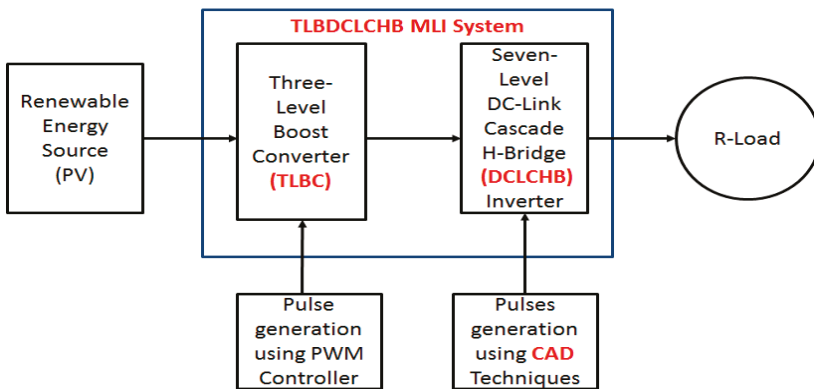 TLBDCLCHB MLI System
Renewable
Energy
Source
(PV)
Three-
Level
Boost
Converter
(TLBC)
Seven-
Level
DC-Link
Cascade
H-Bridge
(DCLCHB)
Inverter
R-Load
Pulse
generation
using PWM
Controller
Pulses
generation
using CAD
Techniques